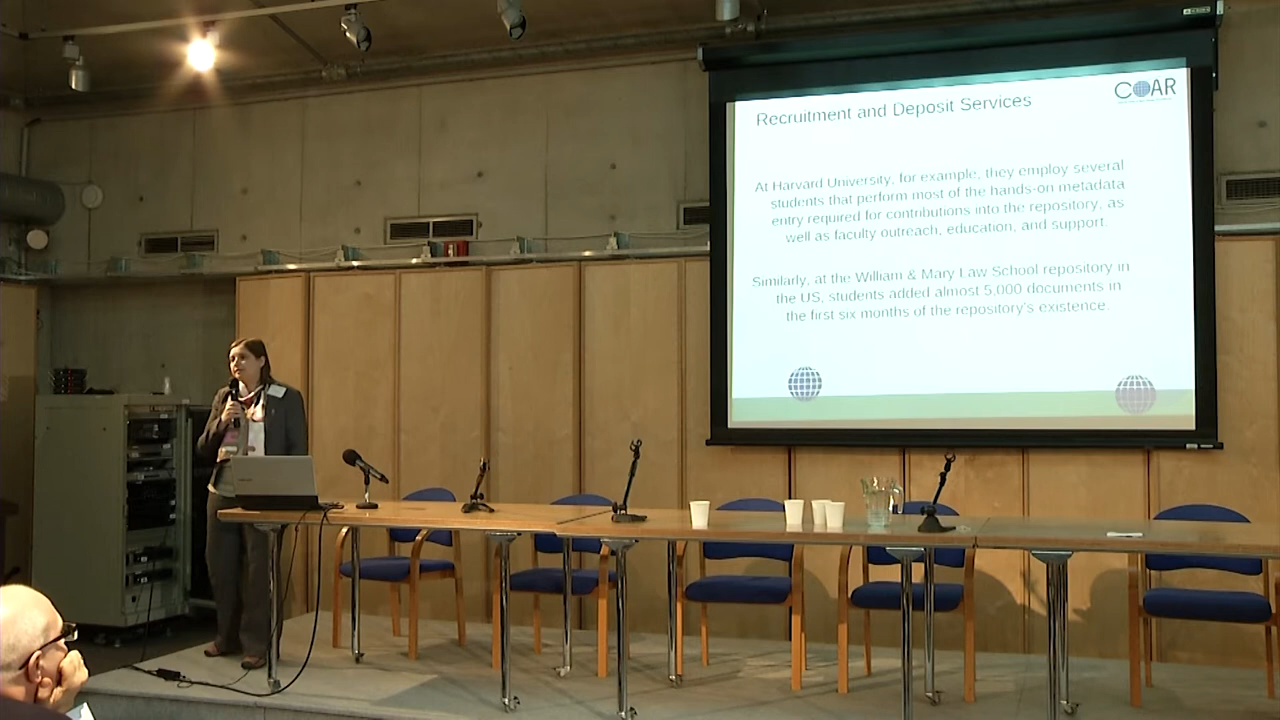 COAR
Recruitment and Deposit Services
At Harvard University, for example, they employ several
students that perform most of the hands-on metadata
entry required for contributions into the repository, as
well as faculty outreach, education, and support.
Similarly, at the William & Mary Law School repository in
the US, students added almost 5,000 documents in
the first six months of the repository's existence.